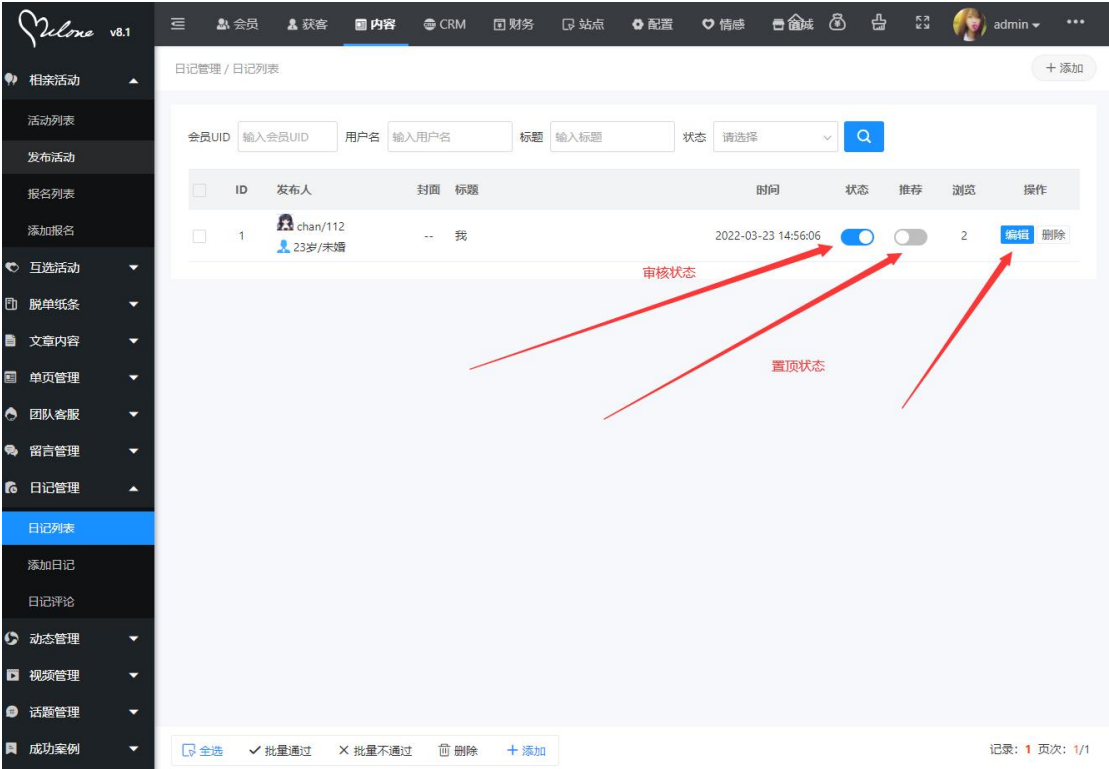 Milone v8.1
会员 获客 内容 CRM 财务 站点 配置 情感 商城 admin
相亲活动
活动列表
发布活动
报名列表
添加报名
互选活动
脱单纸条
文章内容
单页管理
团队客服
留言管理
日记管理
日记列表
添加日记
日记评论
动态管理
视频管理
话题管理
成功案例
日记管理 / 日记列表 添加
会员UID 输入会员UID 用户名 输入用户名 标题 输入标题 状态 请选择
ID 发布人 封面 标题 时间 状态 推荐 浏览 操作
1 chan/112 -- 我 2022-03-23 14:56:06 2 编辑 删除
23岁/未婚
审核状态
置顶状态
全选 批量通过 批量不通过 删除 添加 记录：1 页次：1/1